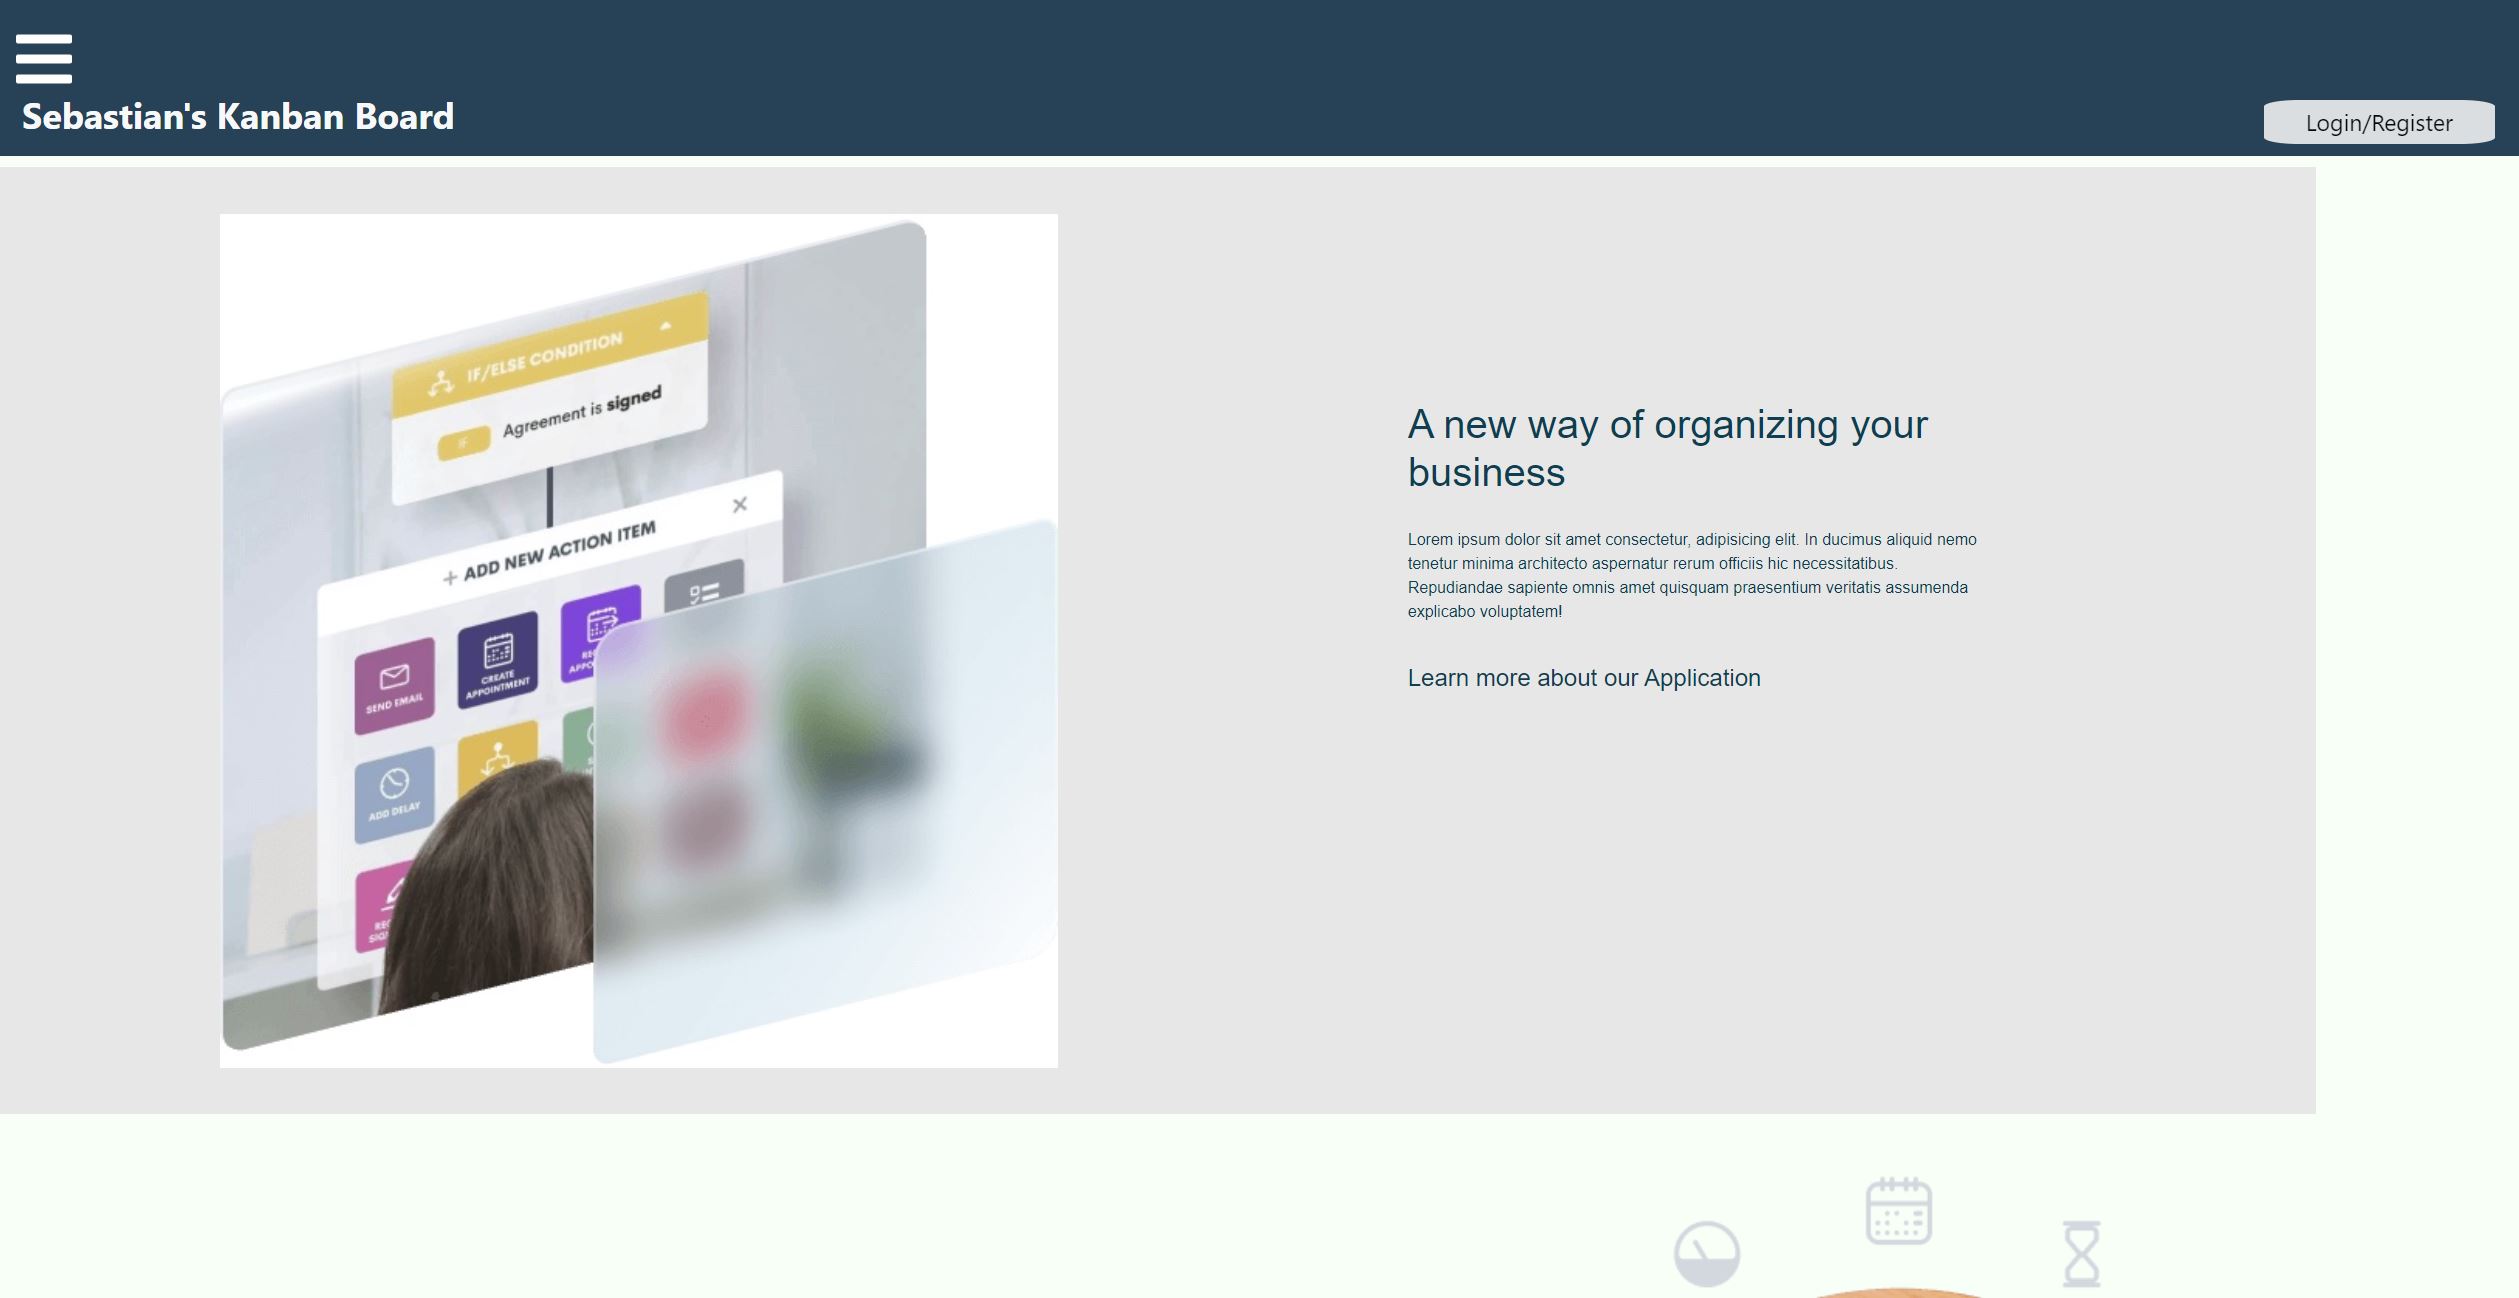 Sebastian's Kanban Board
Login/Register
IF/ELSE CONDITION
IF
Agreement is signed
+ ADD NEW ACTION ITEM
SEND EMAIL
CREATE
APPOINTMENT
ADD DELAY
A new way of organizing your
business
Lorem ipsum dolor sit amet consectetur, adipisicing elit. In ducimus aliquid nemo
tenetur minima architecto aspernatur rerum officiis hic necessitatibus.
Repudiandae sapiente omnis amet quisquam praesentium veritatis assumenda
explicabo voluptatem!
Learn more about our Application